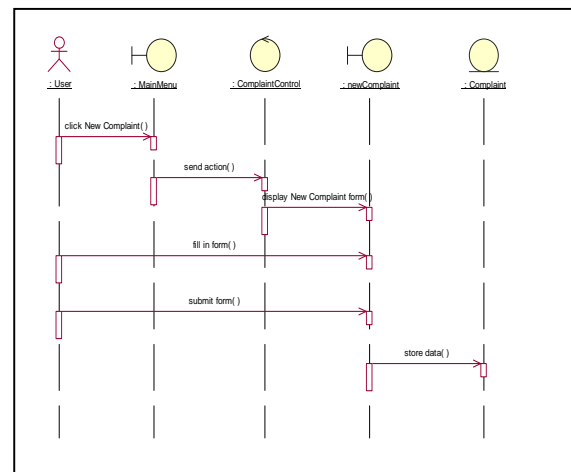 : User
: MainMenu
: ComplaintControl
: newComplaint
: Complaint
click New Complaint( )
send action( )
display New Complaint form( )
fill in form( )
submit form( )
store data( )